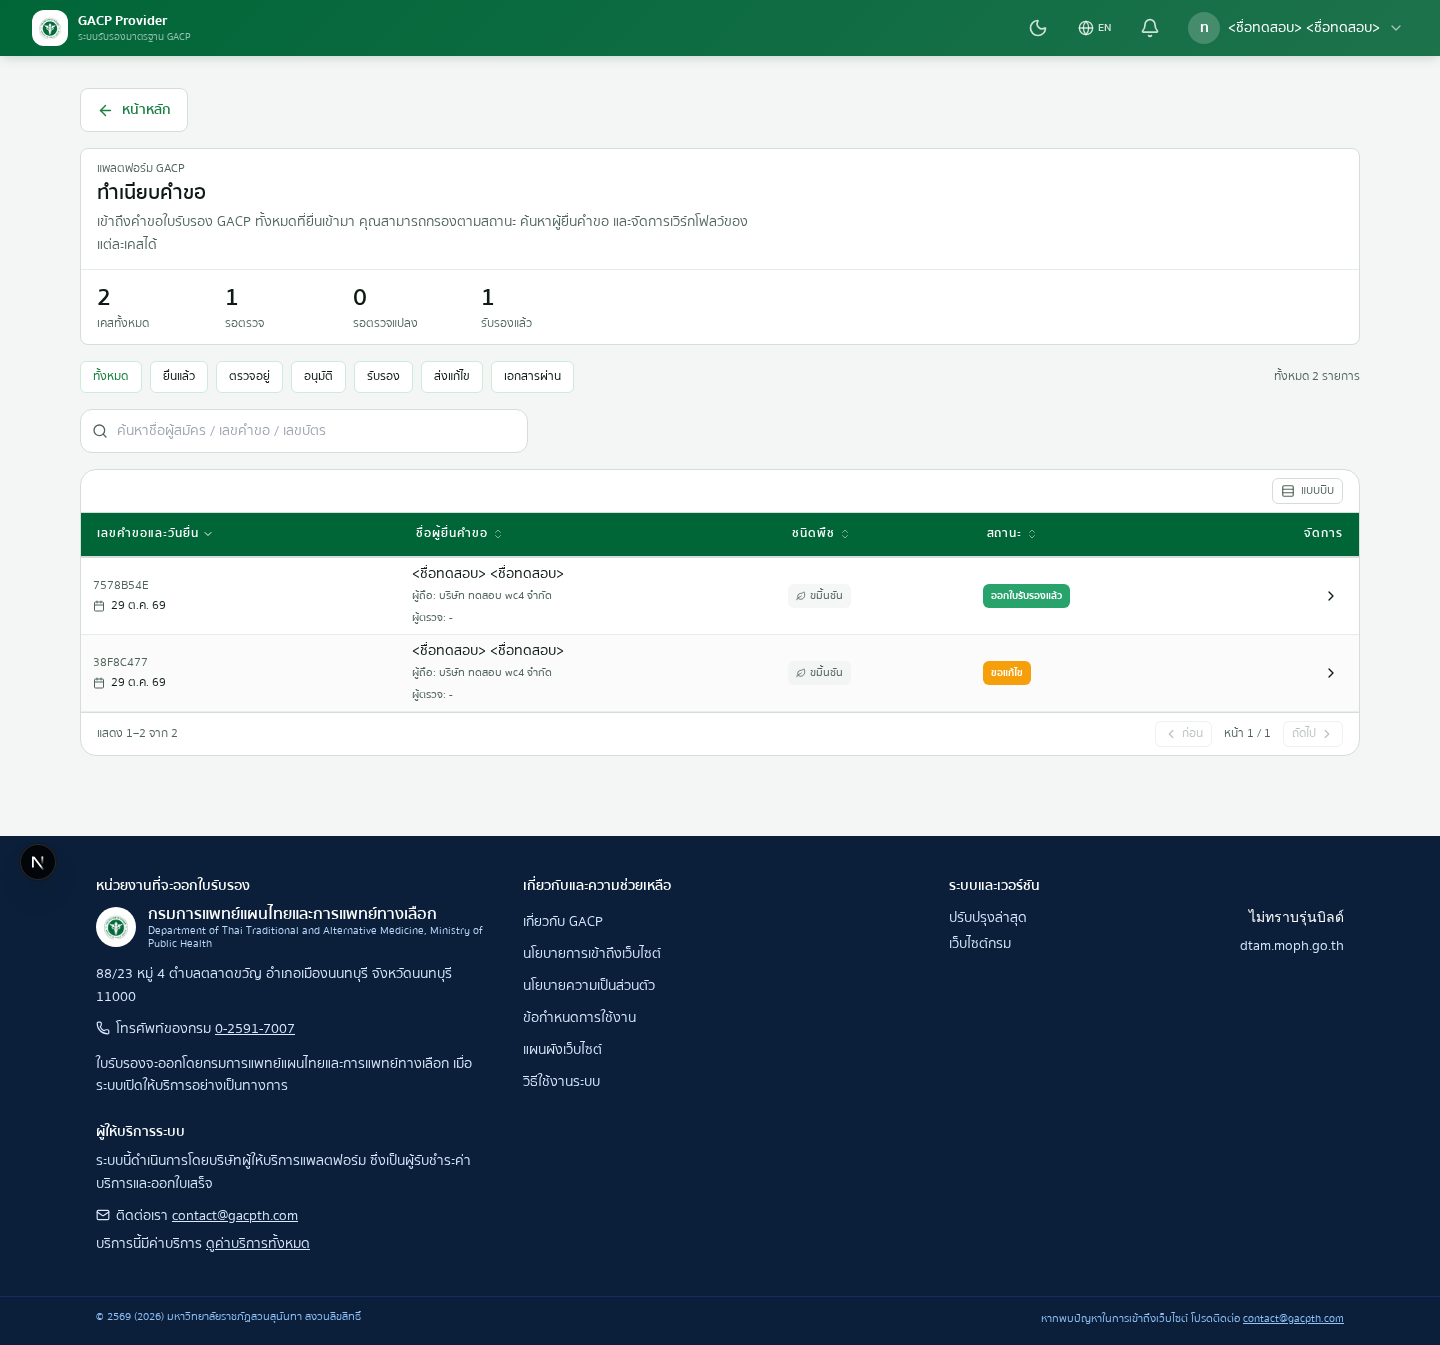 GACP Provider
ระบบรับรองมาตรฐาน GACP
EN
ท
<ชื่อทดสอบ> <ชื่อทดสอบ>
หน้าหลัก
แพลตฟอร์ม GACP
ทำเนียบคำขอ
เข้าถึงคำขอใบรับรอง GACP ทั้งหมดที่ยื่นเข้ามา คุณสามารถกรองตามสถานะ ค้นหาผู้ยื่นคำขอ และจัดการเวิร์กโฟลว์ของ
แต่ละเคสได้
2
1
0
1
เคสทั้งหมด
รอตรวจ
รอตรวจแปลง
รับรองแล้ว
ทั้งหมด
ยื่นแล้ว
ตรวจอยู่
อนุมัติ
รับรอง
ส่งแก้ไข
เอกสารผ่าน
ทั้งหมด 2 รายการ
ค้นหาชื่อผู้สมัคร / เลขคำขอ / เลขบัตร
แบบบีบ
เลขคำขอและวันยื่น
ชื่อผู้ยื่นคำขอ
ชนิดพืช
สถานะ
จัดการ
7578B54E
29 ต.ค. 69
<ชื่อทดสอบ> <ชื่อทดสอบ>
ผู้ถือ: บริษัท ทดสอบ wc4 จำกัด
ผู้ตรวจ: -
ขมิ้นชัน
ออกใบรับรองแล้ว
38F8C477
29 ต.ค. 69
<ชื่อทดสอบ> <ชื่อทดสอบ>
ผู้ถือ: บริษัท ทดสอบ wc4 จำกัด
ผู้ตรวจ: -
ขมิ้นชัน
ขอแก้ไข
แสดง 1–2 จาก 2
ก่อน
หน้า 1 / 1
ถัดไป
หน่วยงานที่จะออกใบรับรอง
กรมการแพทย์แผนไทยและการแพทย์ทางเลือก
Department of Thai Traditional and Alternative Medicine, Ministry of
Public Health
88/23 หมู่ 4 ตำบลตลาดขวัญ อำเภอเมืองนนทบุรี จังหวัดนนทบุรี
11000
โทรศัพท์ของกรม 0-2591-7007
ใบรับรองจะออกโดยกรมการแพทย์แผนไทยและการแพทย์ทางเลือก เมื่อ
ระบบเปิดให้บริการอย่างเป็นทางการ
ผู้ให้บริการระบบ
ระบบนี้ดำเนินการโดยบริษัทผู้ให้บริการแพลตฟอร์ม ซึ่งเป็นผู้รับชำระค่า
บริการและออกใบเสร็จ
ติดต่อเรา contact@gacpth.com
บริการนี้มีค่าบริการ ดูค่าบริการทั้งหมด
เกี่ยวกับและความช่วยเหลือ
เกี่ยวกับ GACP
นโยบายการเข้าถึงเว็บไซต์
นโยบายความเป็นส่วนตัว
ข้อกำหนดการใช้งาน
แผนผังเว็บไซต์
วิธีใช้งานระบบ
ระบบและเวอร์ชัน
ปรับปรุงล่าสุด
ไม่ทราบรุ่นบิลด์
เว็บไซต์กรม
dtam.moph.go.th
© 2569 (2026) มหาวิทยาลัยราชภัฏสวนสุนันทา สงวนลิขสิทธิ์
หากพบปัญหาในการเข้าถึงเว็บไซต์ โปรดติดต่อ contact@gacpth.com